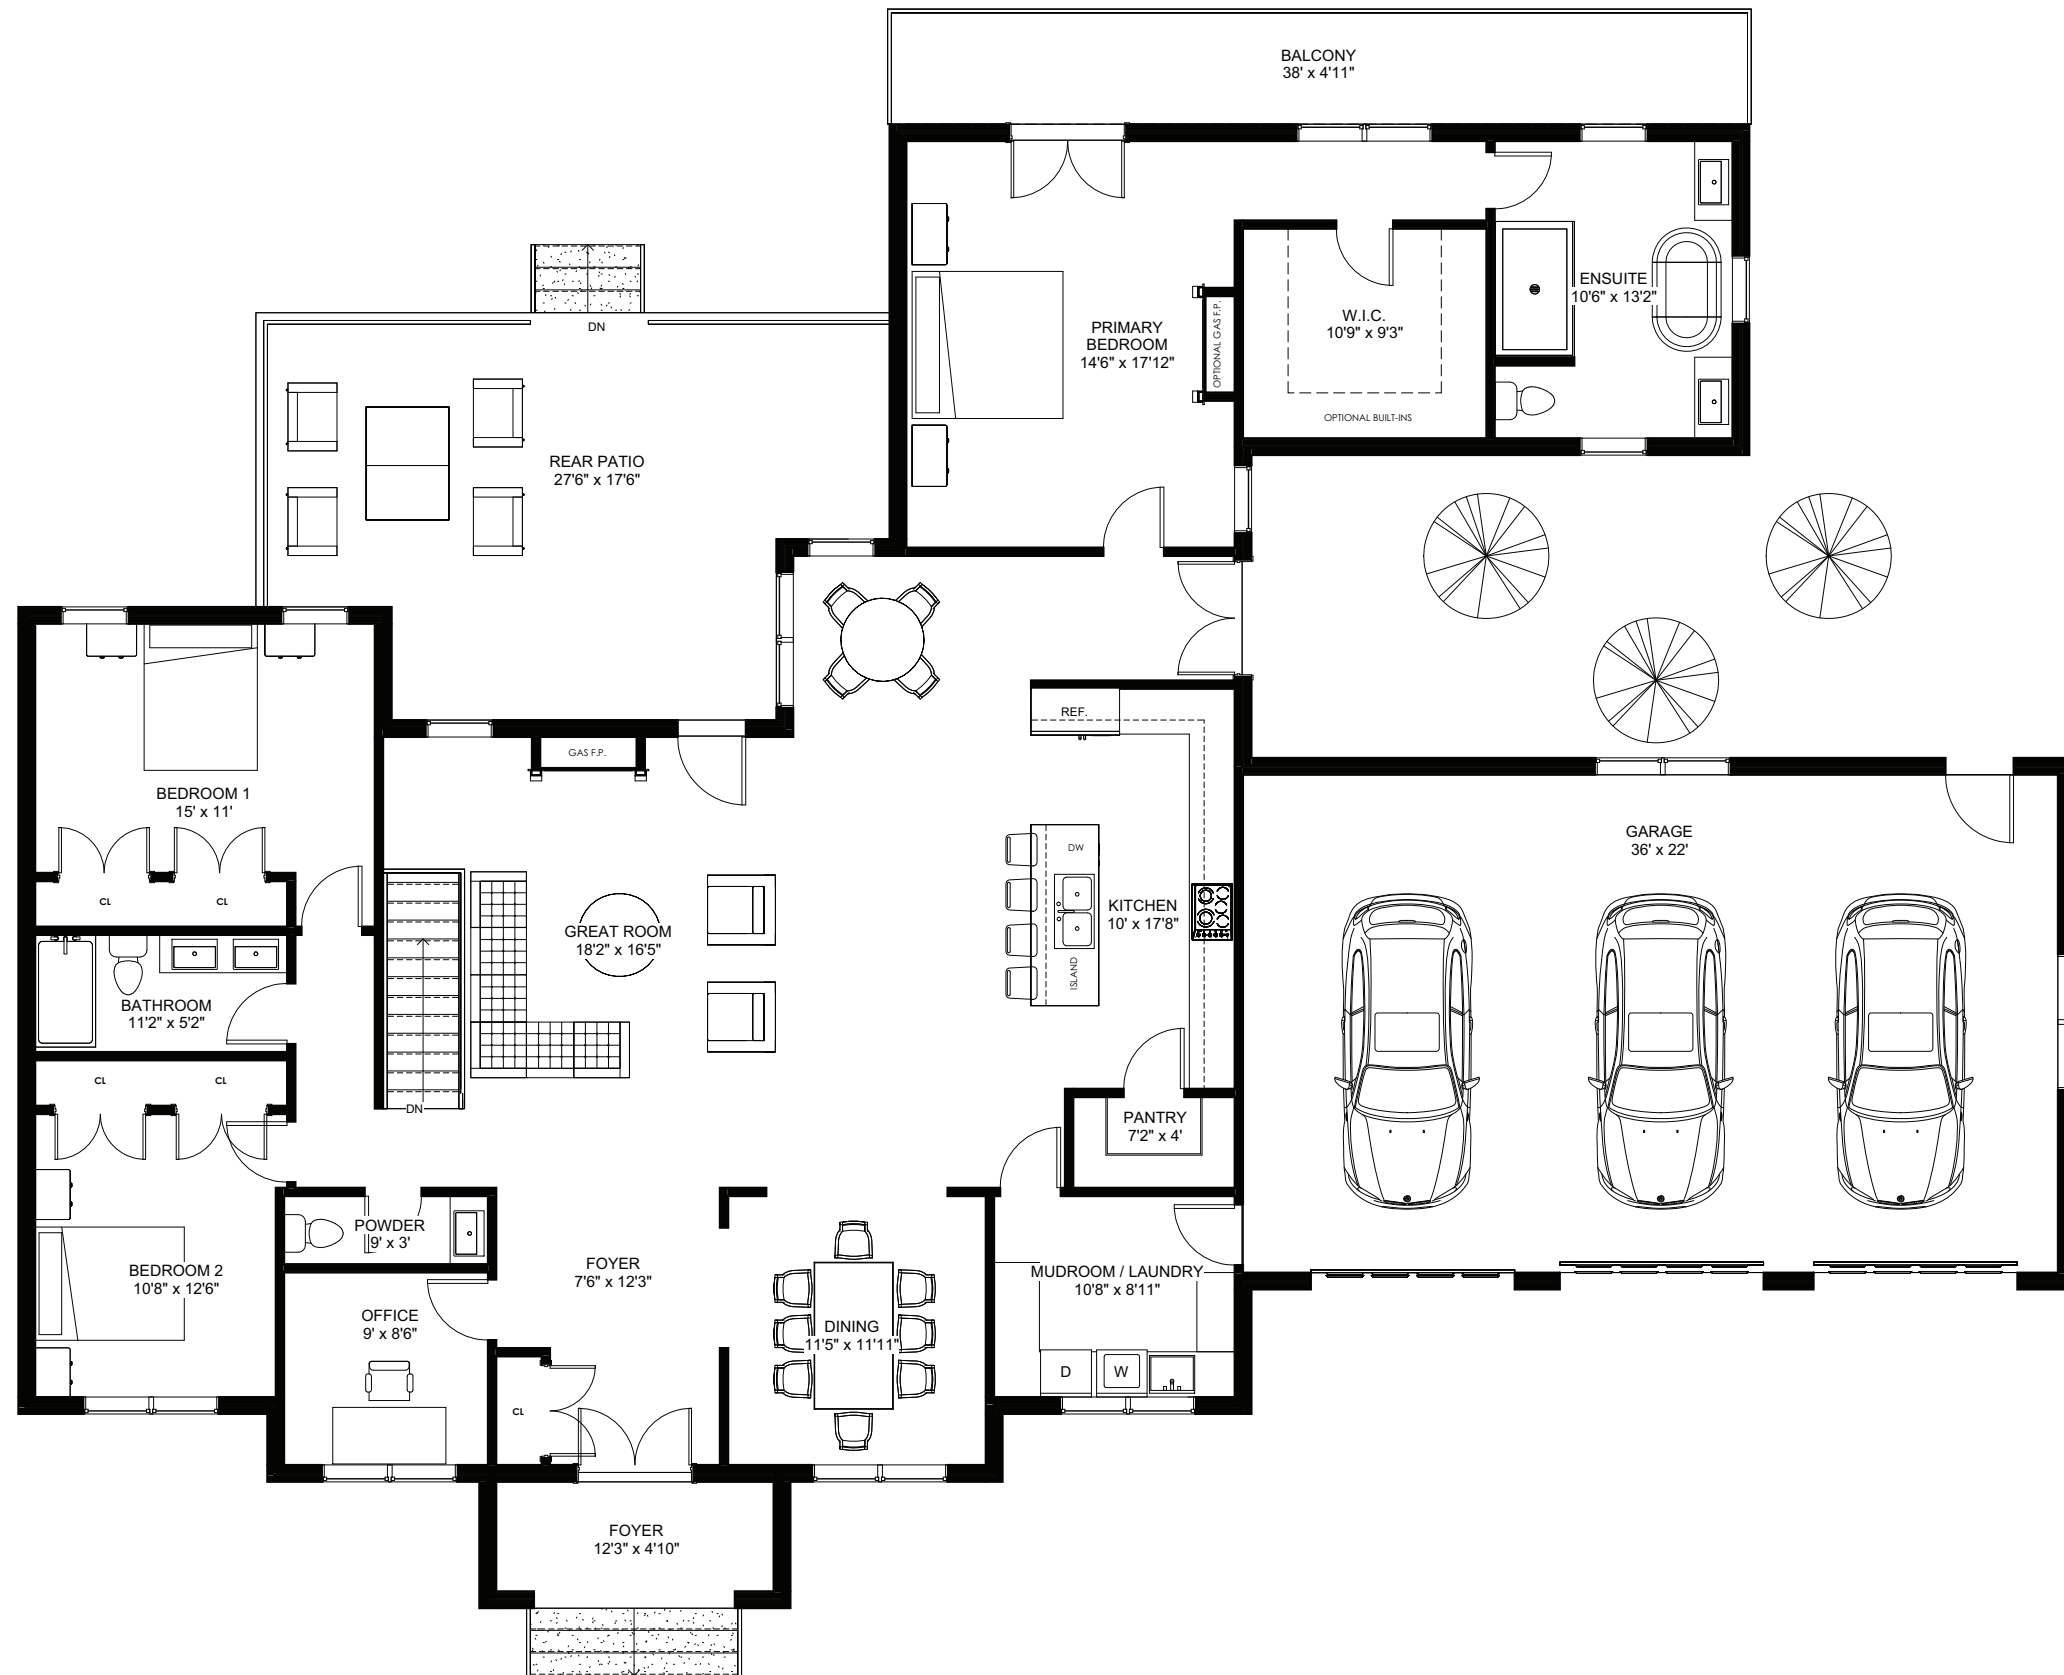 BALCONY
38' x 4'11"
ENSUITE
10'6" x 13'2"
W.I.C.
10'9" x 9'3"
OPTIONAL GAS F.P.
PRIMARY
BEDROOM
14'6" x 17'12"
OPTIONAL BUILT-INS
DN
REAR PATIO
27'6" x 17'6"
REF.
GAS F.P.
BEDROOM 1
15' x 11'
GARAGE
36' x 22'
DW
CL
CL
KITCHEN
10' x 17'8"
GREAT ROOM
18'2" x 16'5"
ISLAND
BATHROOM
11'2" x 5'2"
CL
CL
DN
PANTRY
7'2" x 4'
POWDER
9' x 3'
FOYER
7'6" x 12'3"
BEDROOM 2
10'8" x 12'6"
MUDROOM / LAUNDRY
10'8" x 8'11"
OFFICE
9' x 8'6"
DINING
11'5" x 11'11"
D
W
CL
FOYER
12'3" x 4'10"